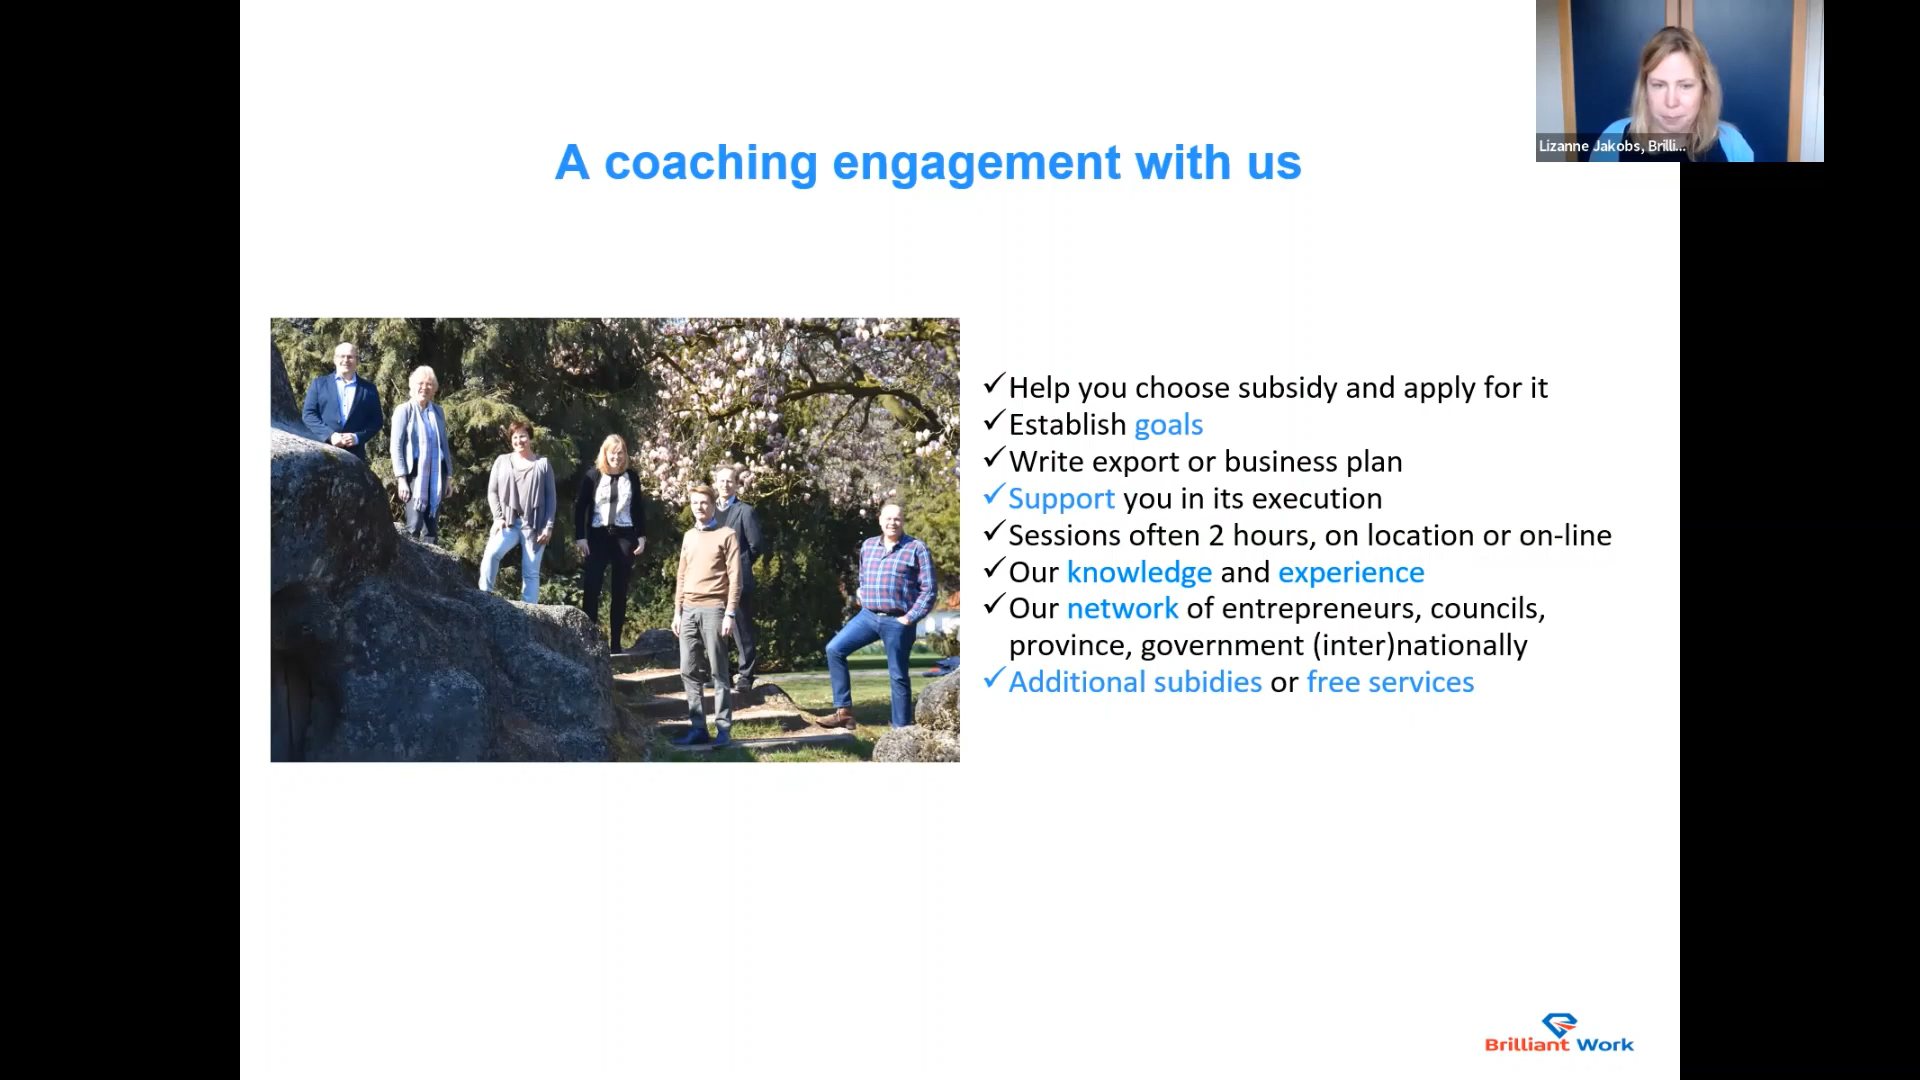 Lizanne Jakobs, Brilli...
A coaching engagement with us
✓Help you choose subsidy and apply for it
✓Establish goals
✓Write export or business plan
✓Support you in its execution
✓Sessions often 2 hours, on location or on-line
✓Our knowledge and experience
✓Our network of entrepreneurs, councils,
province, government (inter)nationally
✓Additional subidies or free services
Brilliant Work